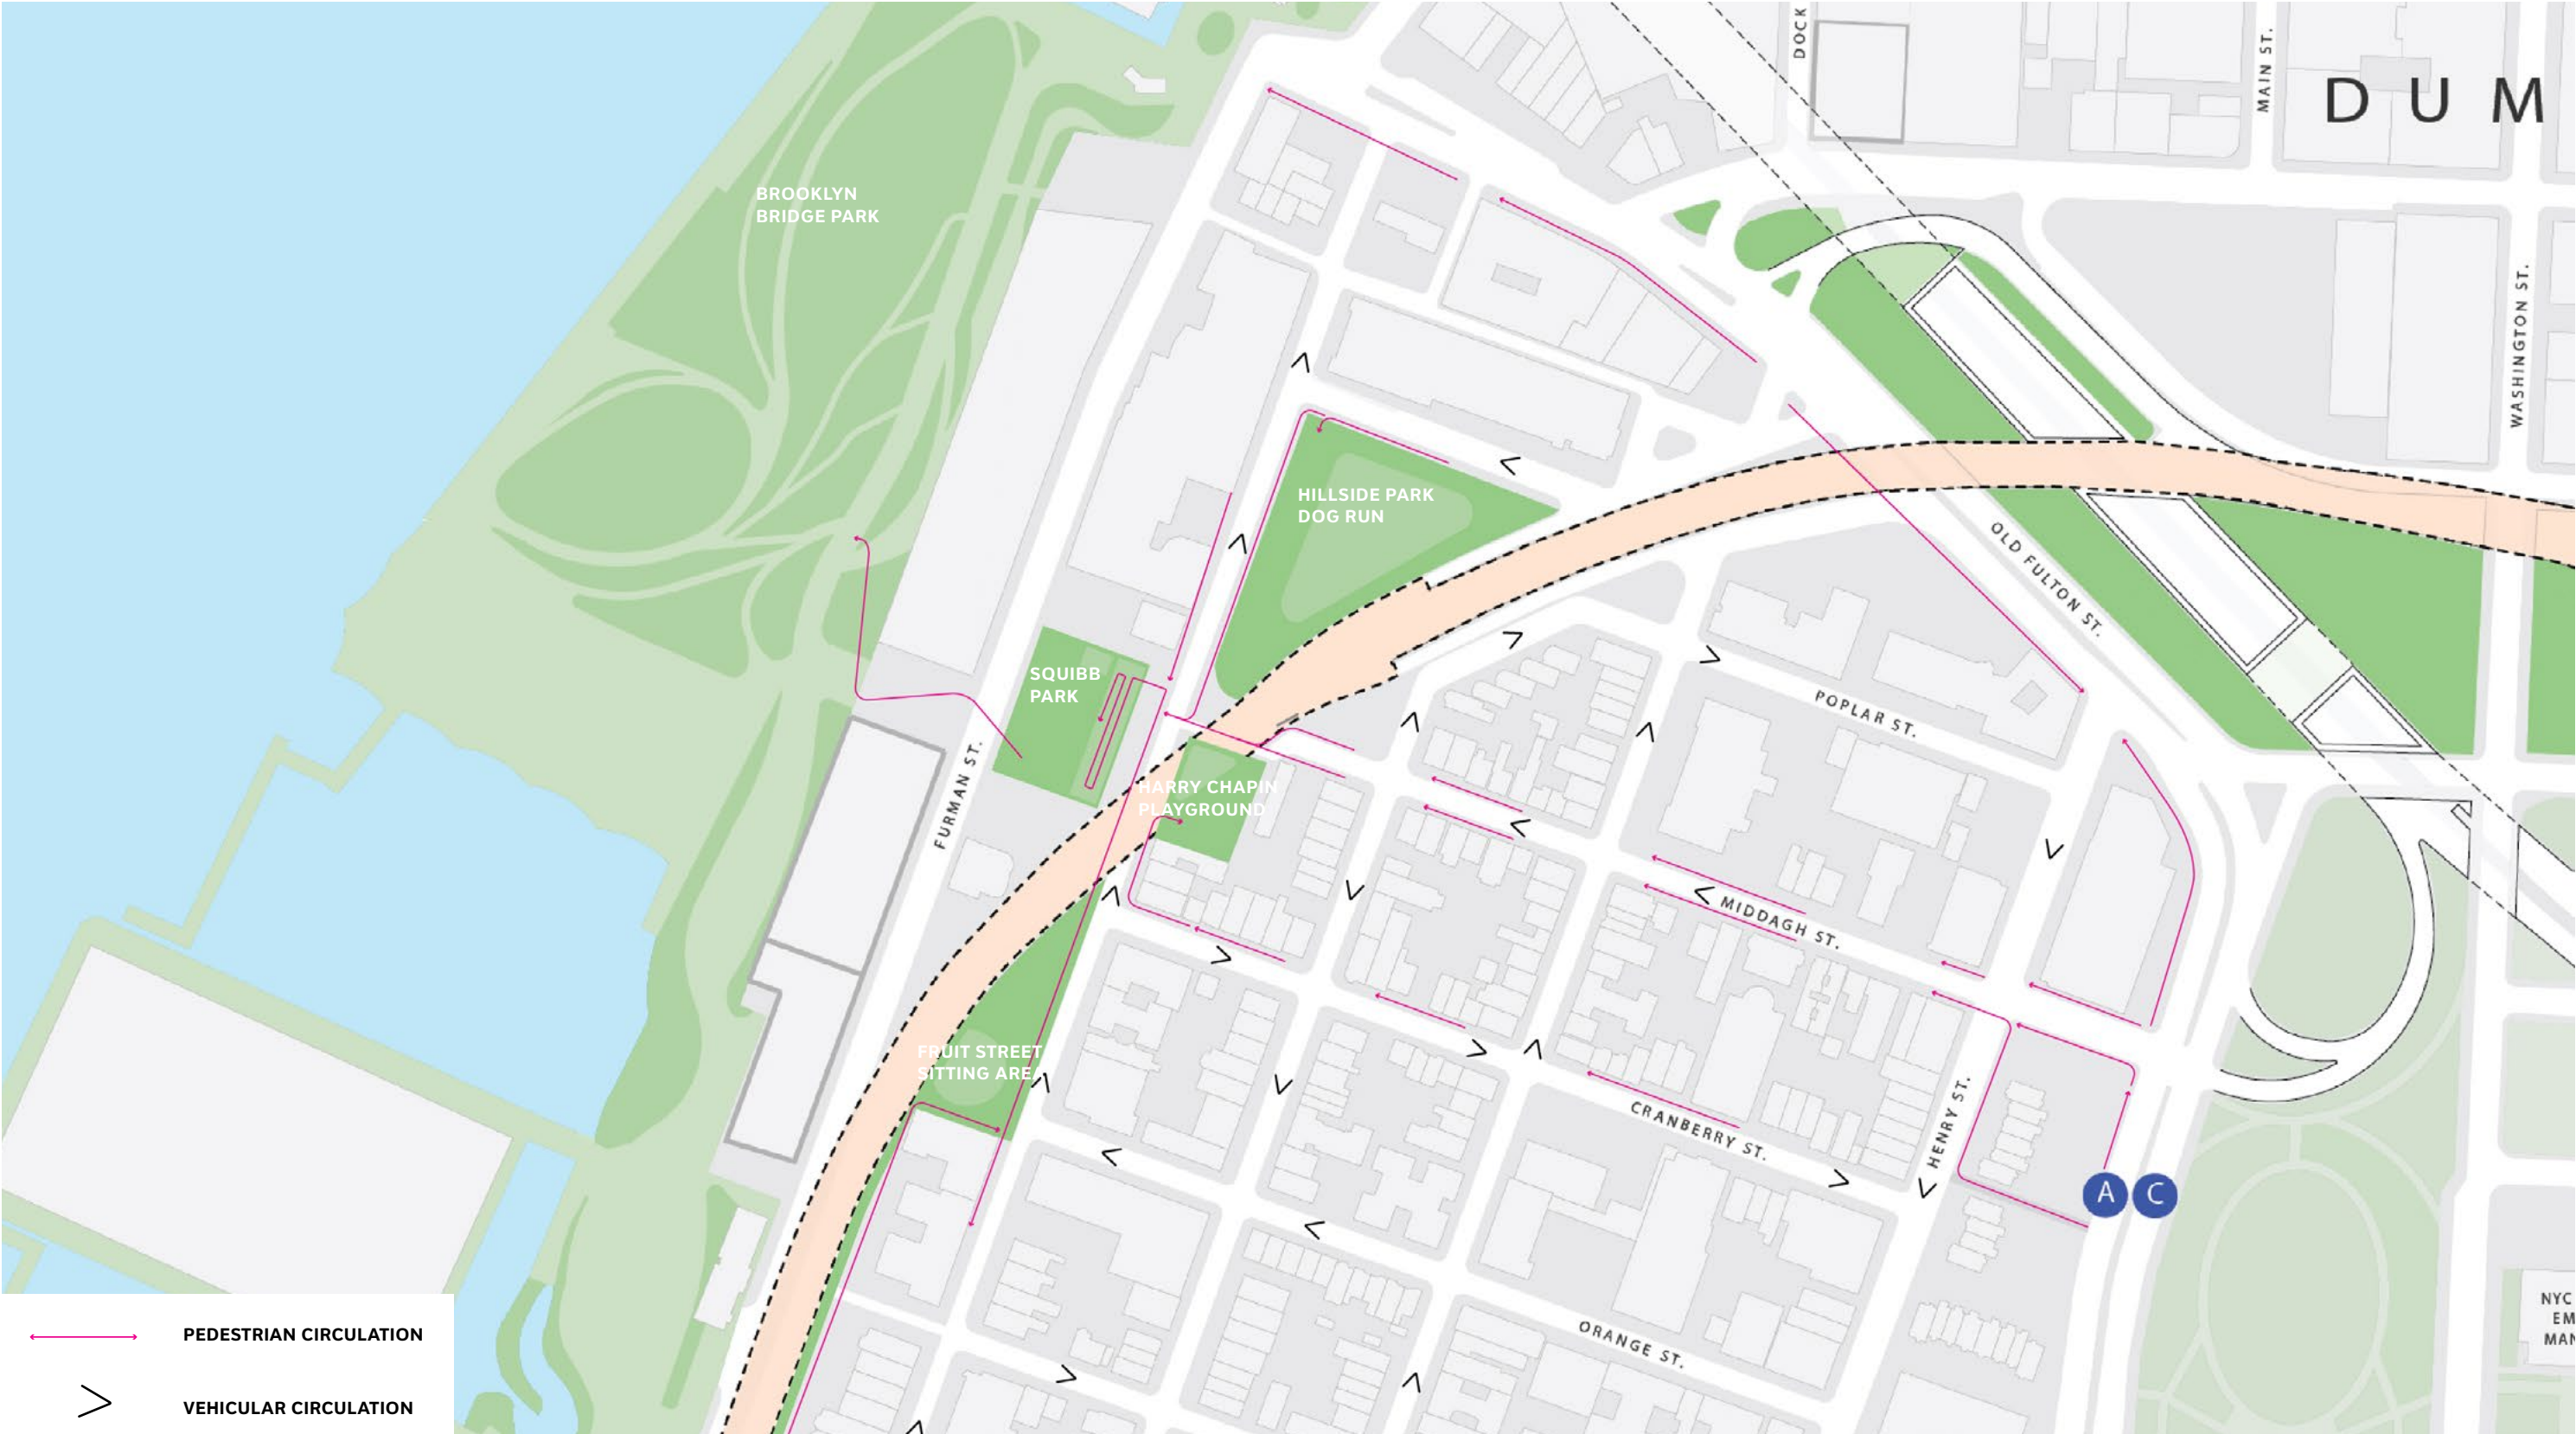 DOCK
MAIN ST.
D U M
BROOKLYN
BRIDGE PARK
WASHINGTON ST.
HILLSIDE PARK
DOG RUN
OLD FULTON ST.
SQUIBB
PARK
POPLAR ST.
FURMAN ST.
HARRY CHAPIN
PLAYGROUND
MIDDAGH ST.
FRUIT STREET
SITTING AREA
CRANBERRY ST.
HENRY ST.
A C
ORANGE ST.
NYC
EM
MAN
PEDESTRIAN CIRCULATION
VEHICULAR CIRCULATION